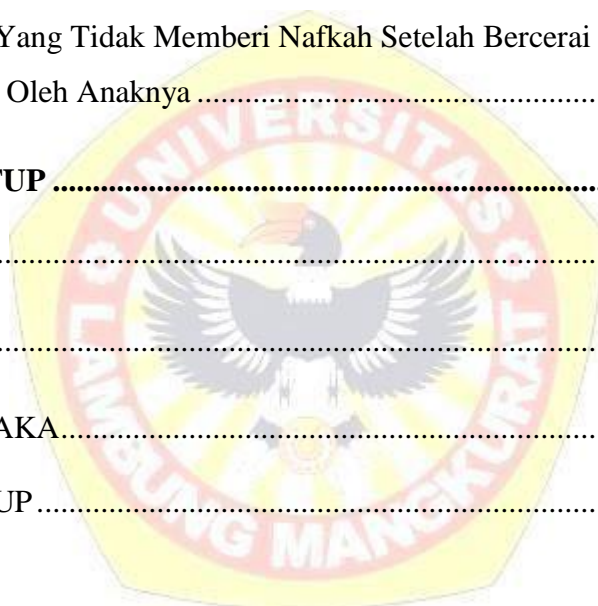 Yang Tidak Memberi Nafkah Setelah Bercerai
Oleh Anaknya ..................................................
TUP ......................................................................
..........................................................................
..........................................................................
AKA..................................................................
UP......................................................................
UNIVERSITAS
LAMBUNG MANGKURAT